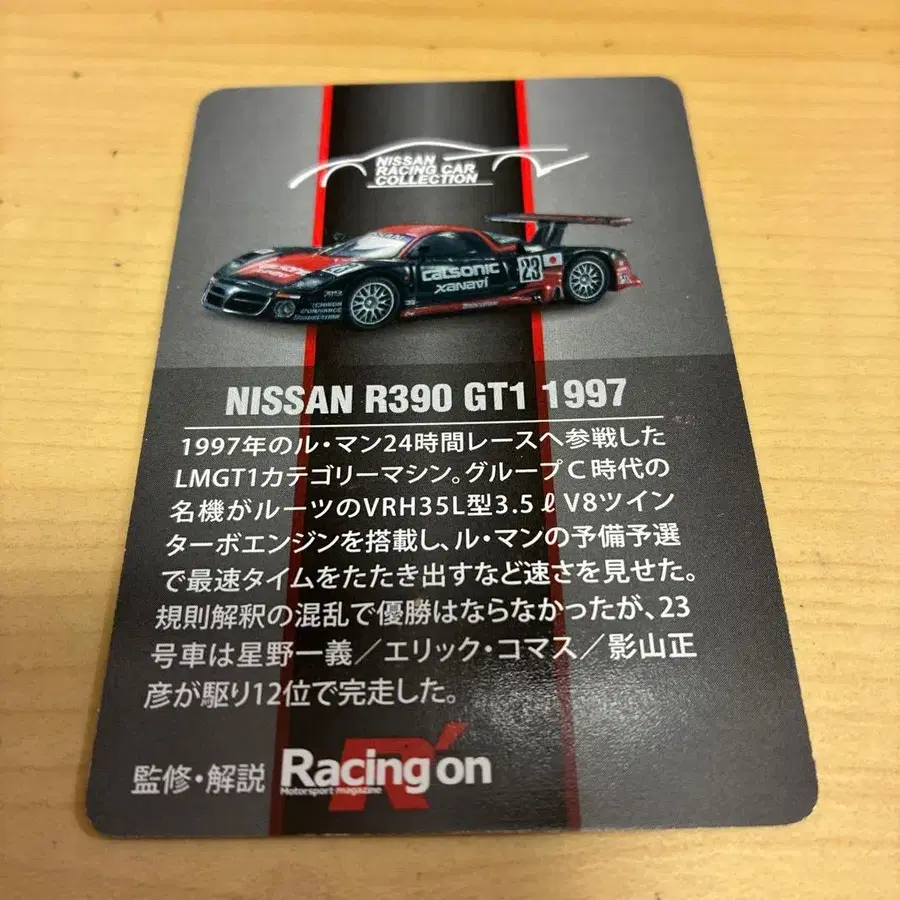 NISSAN
RACING CAR
COLLECTION
calsonic
xanavi
23
calsonic
xanavi
NISSAN R390 GT1 1997
1997年のル・マン24時間レースへ参戦した
LMGT1カテゴリーマシン。グループC時代の
名機がルーツのVRH35L型3.5ℓV8ツイン
ターボエンジンを搭載し、ル・マンの予備予選
で最速タイムをたたき出すなど速さを見せた。
規則解釈の混乱で優勝はならなかったが、23
号車は星野一義／エリック・コマス／影山正
彦が駆り12位で完走した。
監修・解説 Racing on
Motorsport magazine